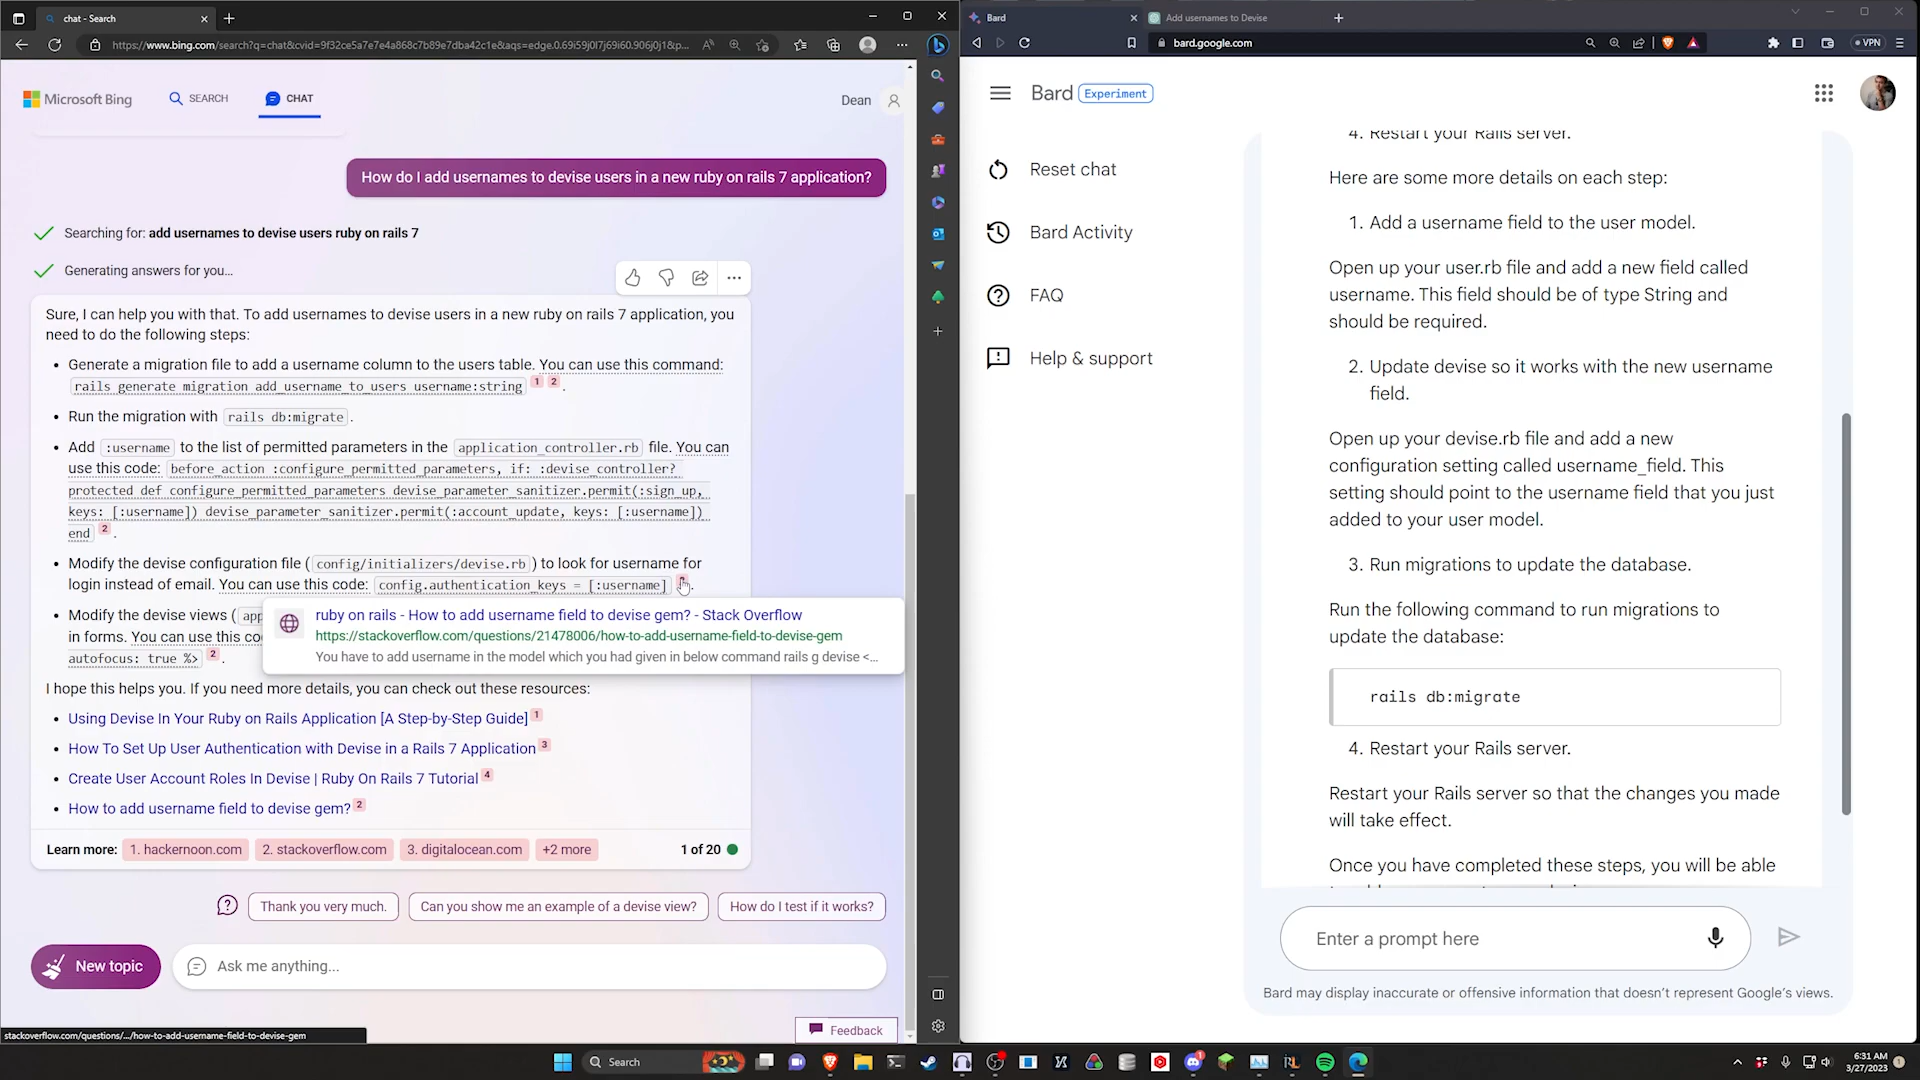 chat - Search
https://www.bing.com/search?q=chat&cvid=9f32ce5a7e7e4a868c7b89e7dba42c1e&aqs=edge.0.69i59j0l7j69i60.906j0j1&p...
Microsoft Bing
SEARCH
CHAT
Dean
How do I add usernames to devise users in a new ruby on rails 7 application?
Searching for: add usernames to devise users ruby on rails 7
Generating answers for you...
Sure, I can help you with that. To add usernames to devise users in a new ruby on rails 7 application, you
need to do the following steps:
• Generate a migration file to add a username column to the users table. You can use this command:
rails generate migration add_username_to_users username:string 1 2 .
• Run the migration with rails db:migrate .
• Add :username to the list of permitted parameters in the application_controller.rb file. You can
use this code: before_action :configure_permitted_parameters, if: :devise_controller?
protected def configure_permitted_parameters devise_parameter_sanitizer.permit(:sign_up,
keys: [:username]) devise_parameter_sanitizer.permit(:account_update, keys: [:username])
end 2 .
• Modify the devise configuration file ( config/initializers/devise.rb ) to look for username for
login instead of email. You can use this code: config.authentication_keys = [:username] .
• Modify the devise views ( app
in forms. You can use this co
autofocus: true %> 2 .
ruby on rails - How to add username field to devise gem? - Stack Overflow
https://stackoverflow.com/questions/21478006/how-to-add-username-field-to-devise-gem
You have to add username in the model which you had given in below command rails g devise <...
I hope this helps you. If you need more details, you can check out these resources:
• Using Devise In Your Ruby on Rails Application [A Step-by-Step Guide] 1
• How To Set Up User Authentication with Devise in a Rails 7 Application 3
• Create User Account Roles In Devise | Ruby On Rails 7 Tutorial 4
• How to add username field to devise gem? 2
Learn more: 1. hackernoon.com 2. stackoverflow.com 3. digitalocean.com +2 more 1 of 20
Thank you very much. Can you show me an example of a devise view? How do I test if it works?
New topic
Ask me anything...
Feedback
stackoverflow.com/questions/.../how-to-add-username-field-to-devise-gem
Bard
Add usernames to Devise
bard.google.com
VPN
Bard Experiment
Reset chat
Bard Activity
FAQ
Help & support
4. Restart your Rails server.
Here are some more details on each step:
1. Add a username field to the user model.
Open up your user.rb file and add a new field called
username. This field should be of type String and
should be required.
2. Update devise so it works with the new username
field.
Open up your devise.rb file and add a new
configuration setting called username_field. This
setting should point to the username field that you just
added to your user model.
3. Run migrations to update the database.
Run the following command to run migrations to
update the database:
rails db:migrate
4. Restart your Rails server.
Restart your Rails server so that the changes you made
will take effect.
Once you have completed these steps, you will be able
Enter a prompt here
Bard may display inaccurate or offensive information that doesn't represent Google's views.
Search
6:31 AM
3/27/2023